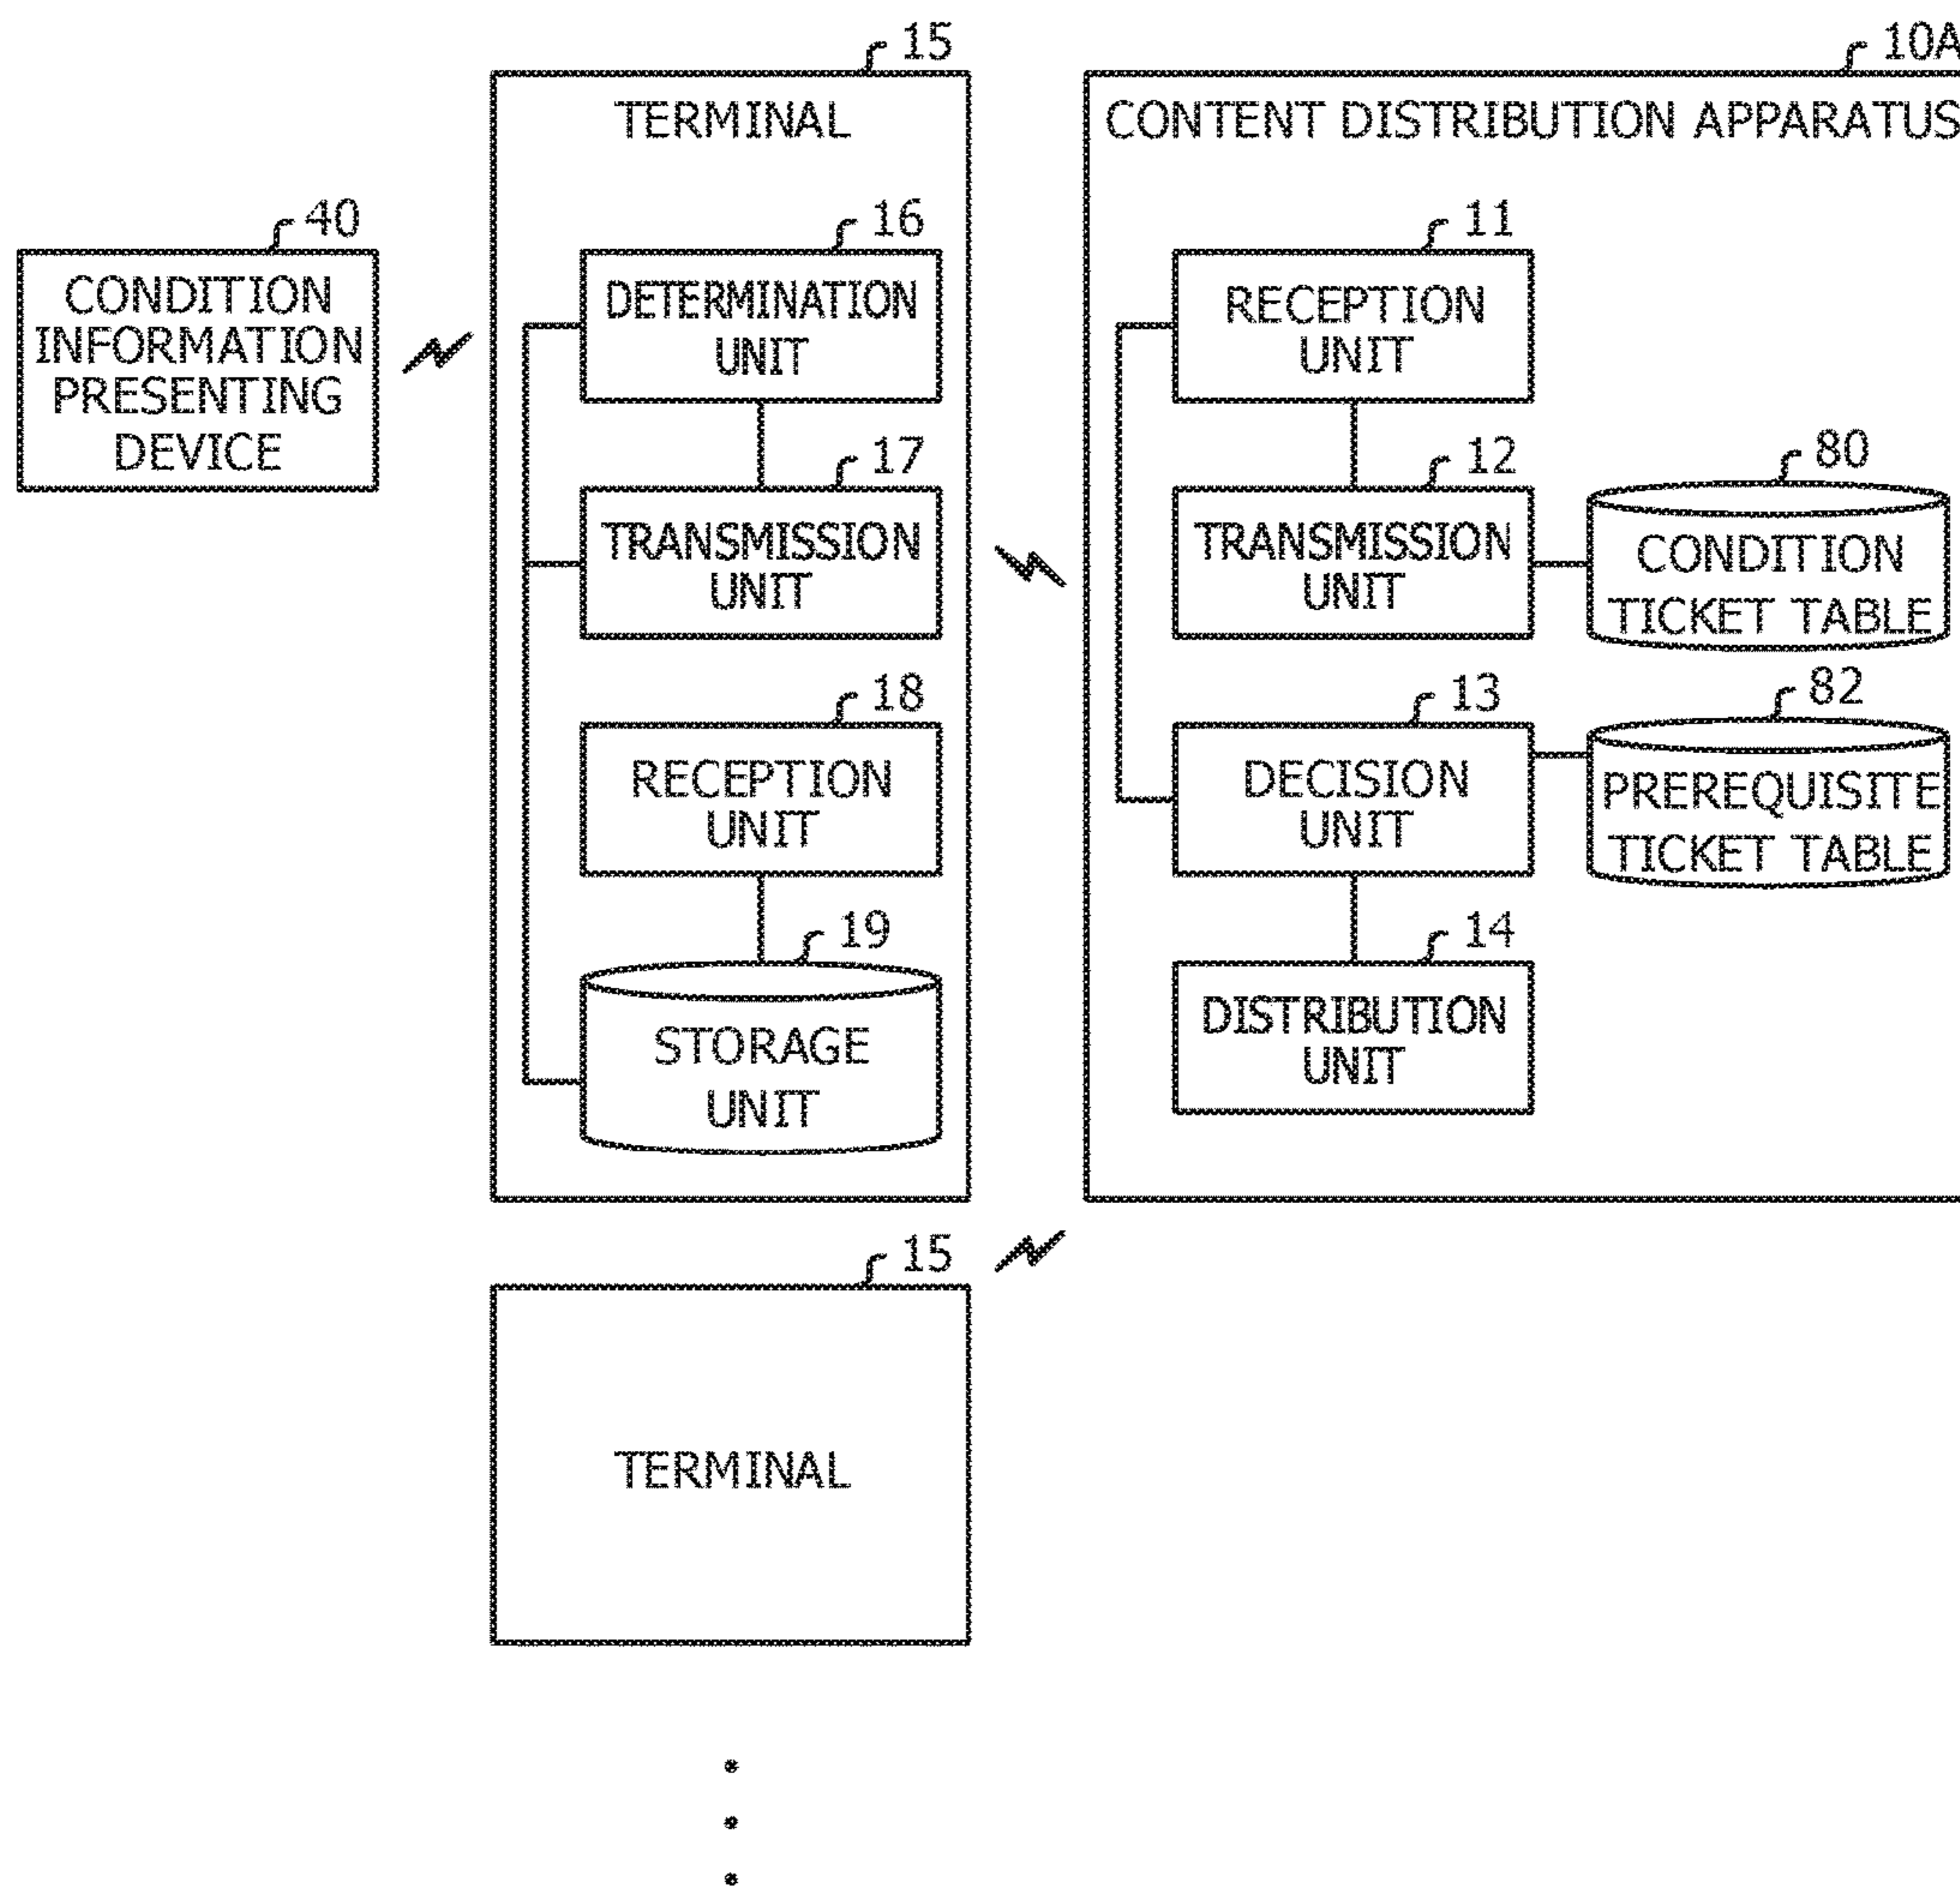 15
TERMINAL
10A
CONTENT DISTRIBUTION APPARATUS
40
CONDITION
INFORMATION
PRESENTING
DEVICE
16
DETERMINATION
UNIT
17
TRANSMISSION
UNIT
18
RECEPTION
UNIT
19
STORAGE
UNIT
11
RECEPTION
UNIT
12
TRANSMISSION
UNIT
80
CONDITION
TICKET TABLE
13
DECISION
UNIT
82
PREREQUISITE
TICKET TABLE
14
DISTRIBUTION
UNIT
15
TERMINAL